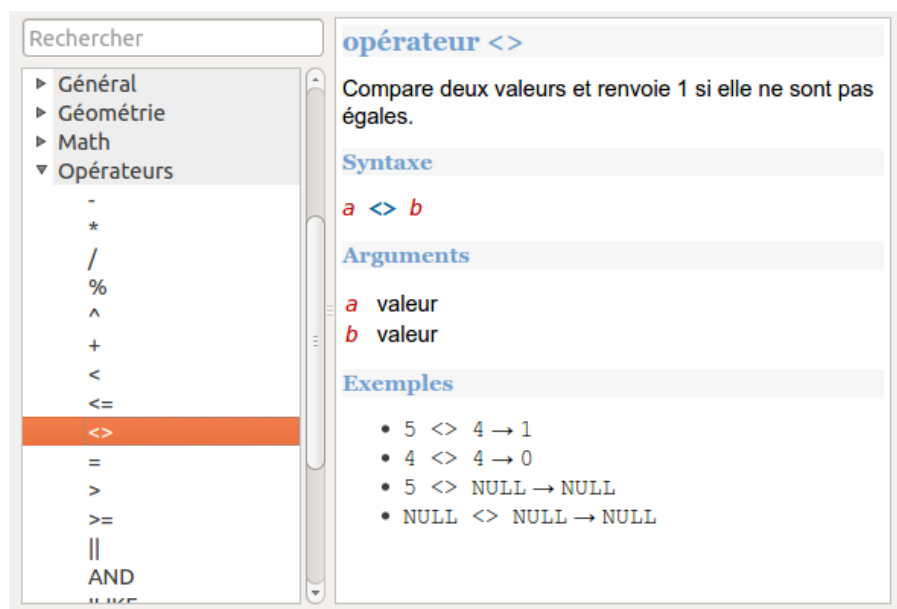 Rechercher
Général
Géométrie
Math
Opérateurs
-
*
/
%
^
+
<
<=
<>
=
>
>=
||
AND
opérateur <>
Compare deux valeurs et renvoie 1 si elle ne sont pas
égales.
Syntaxe
a <> b
Arguments
a valeur
b valeur
Exemples
• 5 <> 4 → 1
• 4 <> 4 → 0
• 5 <> NULL → NULL
• NULL <> NULL → NULL